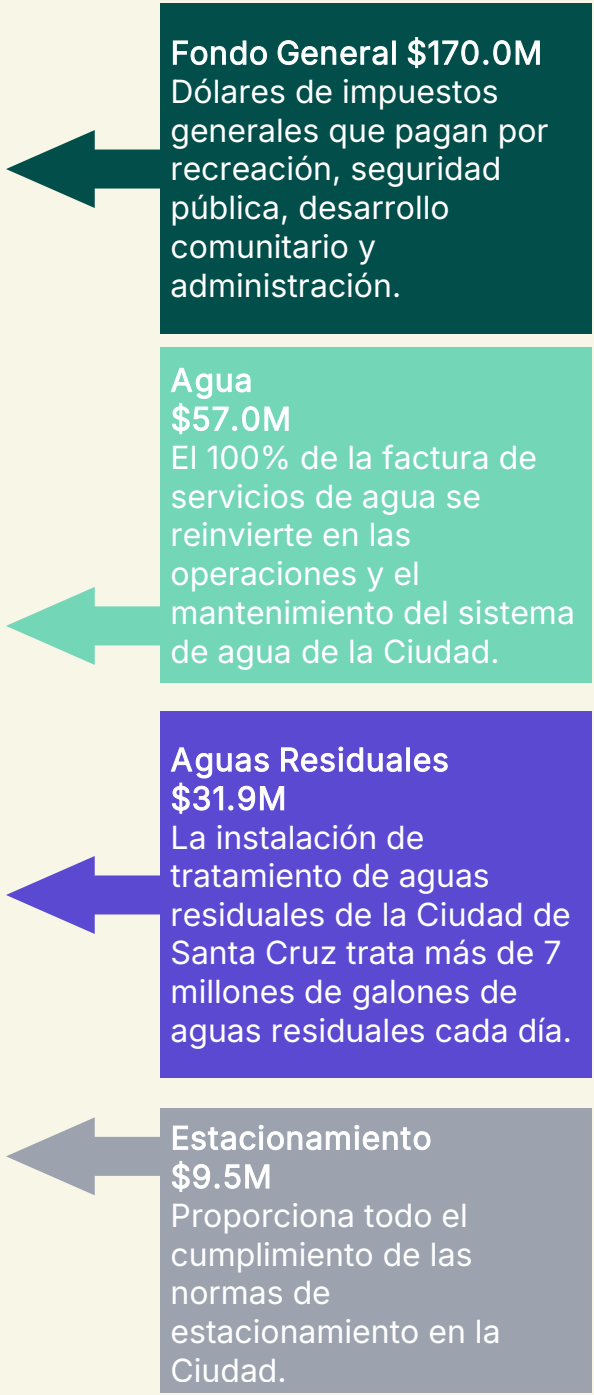 Fondo General $170.0M
Dólares de impuestos
generales que pagan por
recreación, seguridad
pública, desarrollo
comunitario y
administración.
Agua
$57.0M
El 100% de la factura de
servicios de agua se
reinvierte en las
operaciones y el
mantenimiento del sistema
de agua de la Ciudad.
Aguas Residuales
$31.9M
La instalación de
tratamiento de aguas
residuales de la Ciudad de
Santa Cruz trata más de 7
millones de galones de
aguas residuales cada día.
Estacionamiento
$9.5M
Proporciona todo el
cumplimiento de las
normas de
estacionamiento en la
Ciudad.